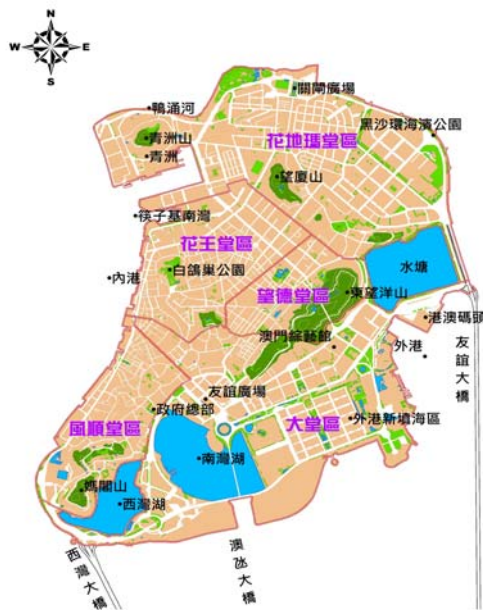 N
W
E
S
關閘廣場
鴨涌河
黑沙環海濱公園
青洲山
花地瑪堂區
青洲
望廈山
筷子基南灣
花王堂區
白鴿巢公園
水塘
內港
望德堂區
東望洋山
港澳碼頭
澳門綜藝館
外港
友誼大橋
友誼廣場
政府總部
大堂區
外港新填海區
風順堂區
南灣湖
媽閣山
西灣湖
西灣大橋
澳氹大橋